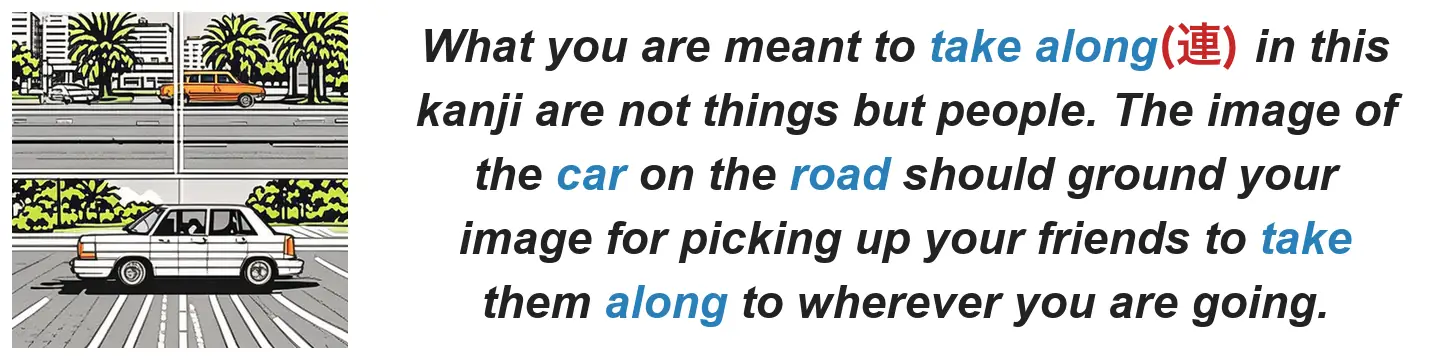 What you are meant to take along(連) in this
kanji are not things but people. The image of
the car on the road should ground your
image for picking up your friends to take
them along to wherever you are going.